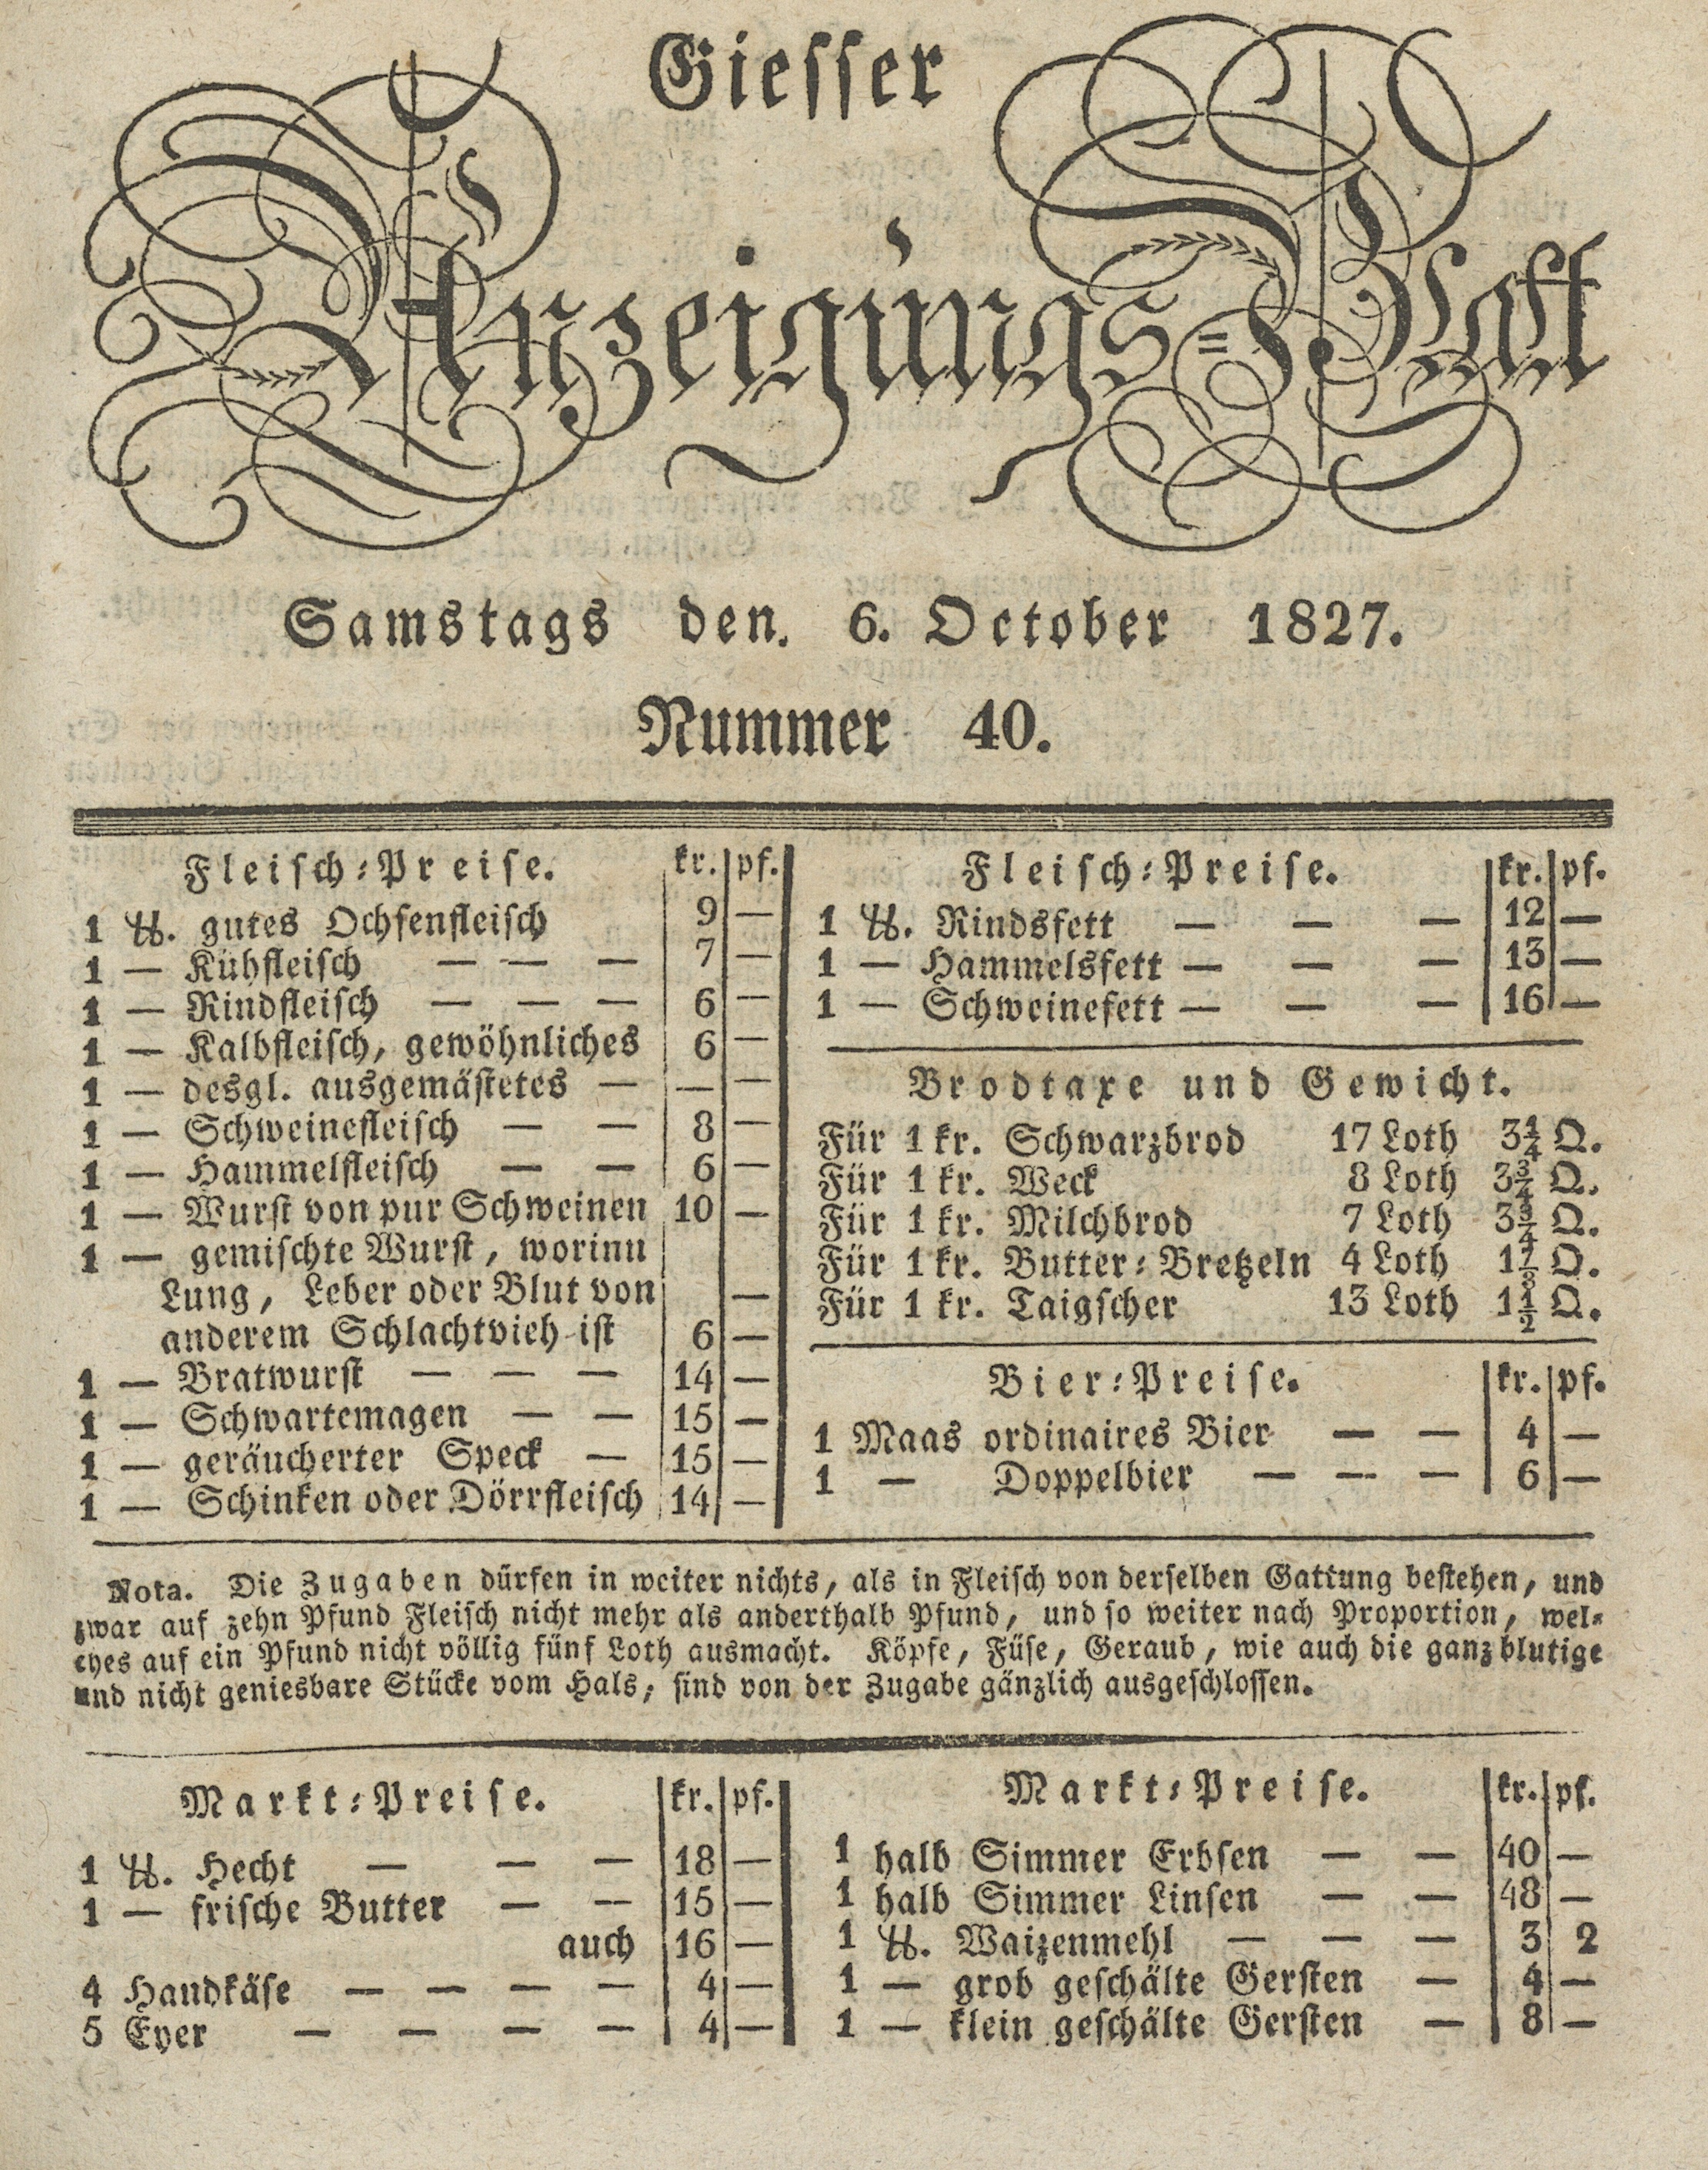 Giesser
Anzeigungs=Blatt
Samstags den. 6. October 1827.
Nummer 40.
Fleisch=Preise. kr. pf.
1 ℔. gutes Ochsenfleisch 9 —
1 — Kühfleisch — — — 7 —
1 — Rindfleisch — — — 6 —
1 — Kalbfleisch, gewöhnliches 6 —
1 — desgl. ausgemästetes — — —
1 — Schweinefleisch — — 8 —
1 — Hammelfleisch — — 6 —
1 — Wurst von pur Schweinen 10 —
1 — gemischte Wurst, worinn
Lung, Leber oder Blut von —
anderem Schlachtvieh ist 6 —
1 — Bratwurst — — — 14 —
1 — Schwartemagen — — 15 —
1 — geräucherter Speck — 15 —
1 — Schinken oder Dörrfleisch 14 —
Fleisch=Preise. kr. pf.
1 ℔. Rindsfett — — — 12 —
1 — Hammelsfett — — — 13 —
1 — Schweinefett — — — 16 —
Brodtaxe und Gewicht.
Für 1 kr. Schwarzbrod 17 Loth 3¼ Q.
Für 1 kr. Weck 8 Loth 3¾ Q.
Für 1 kr. Milchbrod 7 Loth 3¾ Q.
Für 1 kr. Butter=Bretzeln 4 Loth 1⅞ Q.
Für 1 kr. Taigscher 13 Loth 1½ Q.
Bier=Preise. kr. pf.
1 Maas ordinaires Bier — — 4 —
1 — Doppelbier — — — 6 —
Nota. Die Zugaben dürfen in weiter nichts, als in Fleisch von derselben Gattung bestehen, und
zwar auf zehn Pfund Fleisch nicht mehr als anderthalb Pfund, und so weiter nach Proportion, wel=
ches auf ein Pfund nicht völlig fünf Loth ausmacht. Köpfe, Füse, Geraub, wie auch die ganz blutige
und nicht geniesbare Stücke vom Hals, sind von der Zugabe gänzlich ausgeschlossen.
Markt=Preise. kr. pf.
1 ℔. Hecht — — — 18 —
1 — frische Butter — — 15 —
auch 16 —
4 Handkäse — — — — 4 —
5 Eyer — — — — 4 —
Markt=Preise. kr. pf.
1 halb Simmer Erbsen — — 40 —
1 halb Simmer Linsen — — 48 —
1 ℔. Waizenmehl — — — 3 2
1 — grob geschälte Gersten — 4 —
1 — klein geschälte Gersten — 8 —